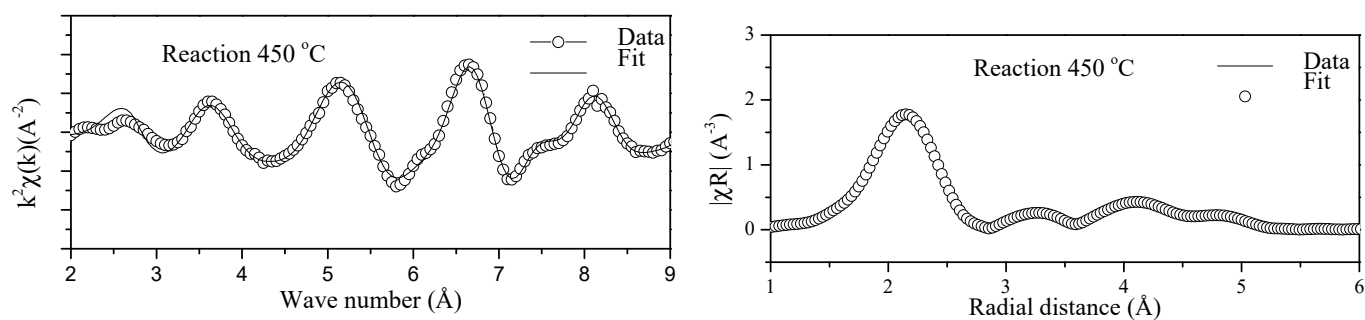 Reaction 450 °C
Data
Fit
k²χ(k)(A⁻²)
2 3 4 5 6 7 8 9
Wave number (Å)
3
2
1
0
Reaction 450 °C
Data
Fit
|χR| (A⁻³)
1 2 3 4 5 6
Radial distance (Å)